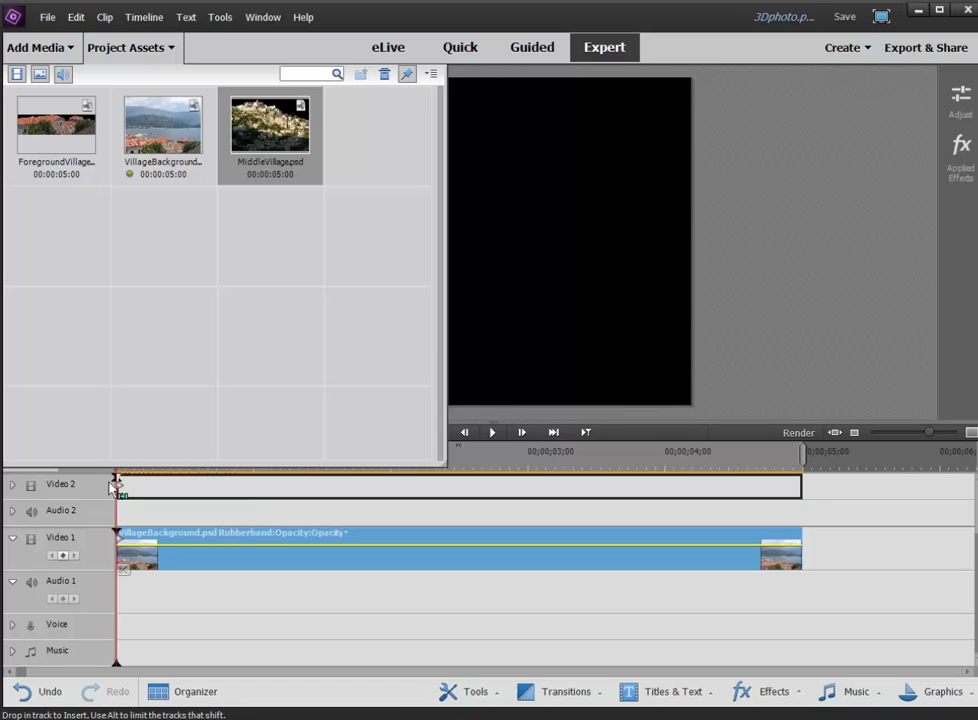 File Edit Clip Timeline Text Tools Window Help 3Dphoto.p... Save
Add Media Project Assets eLive Quick Guided Expert Create Export & Share
Adjust
Applied
Effects
ForegroundVillage... VillageBackground... MiddleVillage.psd
00:00:05:00 00:00:05:00 00:00:05:00
Render
00;00;03;00 00;00;04;00 00;00;05;00 00;00;06;
Video 2
Audio 2
Video 1 VillageBackground.psd Rubberband:Opacity:Opacity
Audio 1
Voice
Music
Undo Redo Organizer Tools Transitions Titles & Text fx Effects Music Graphics
Drop in track to Insert. Use Alt to limit the tracks that shift.